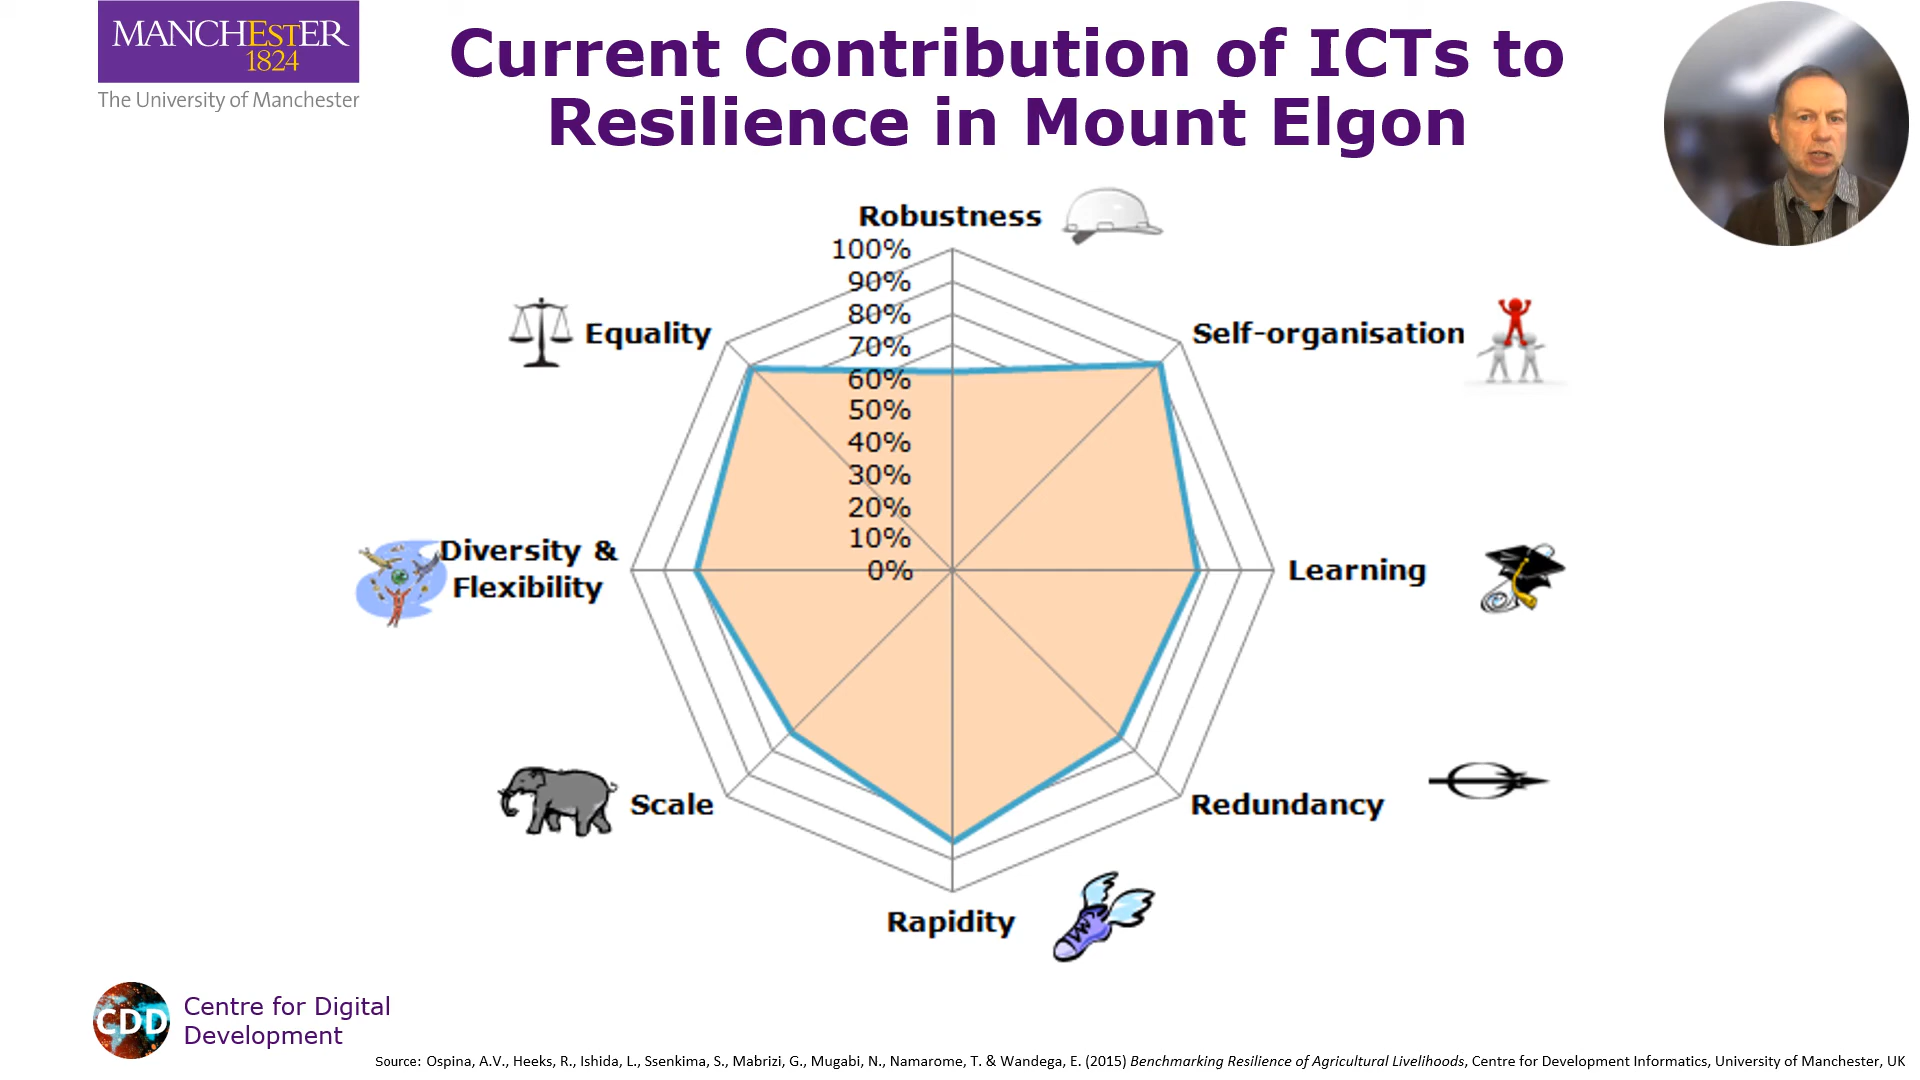 MANCHESTER
1824
The University of Manchester
Current Contribution of ICTs to
Resilience in Mount Elgon
Robustness
100%
90%
80%
70%
60%
50%
40%
30%
20%
10%
0%
Equality
Self-organisation
Diversity &
Flexibility
Learning
Scale
Redundancy
Rapidity
CDD
Centre for Digital
Development
Source: Ospina, A.V., Heeks, R., Ishida, L., Ssenkima, S., Mabrizi, G., Mugabi, N., Namarome, T. & Wandega, E. (2015) Benchmarking Resilience of Agricultural Livelihoods, Centre for Development Informatics, University of Manchester, UK